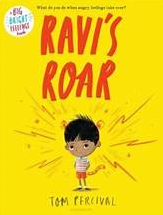 What do you do when angry feelings take over?
A
BIG
BRIGHT
FEELINGS
Book
RAVI'S
ROAR
TOM PERCIVAL